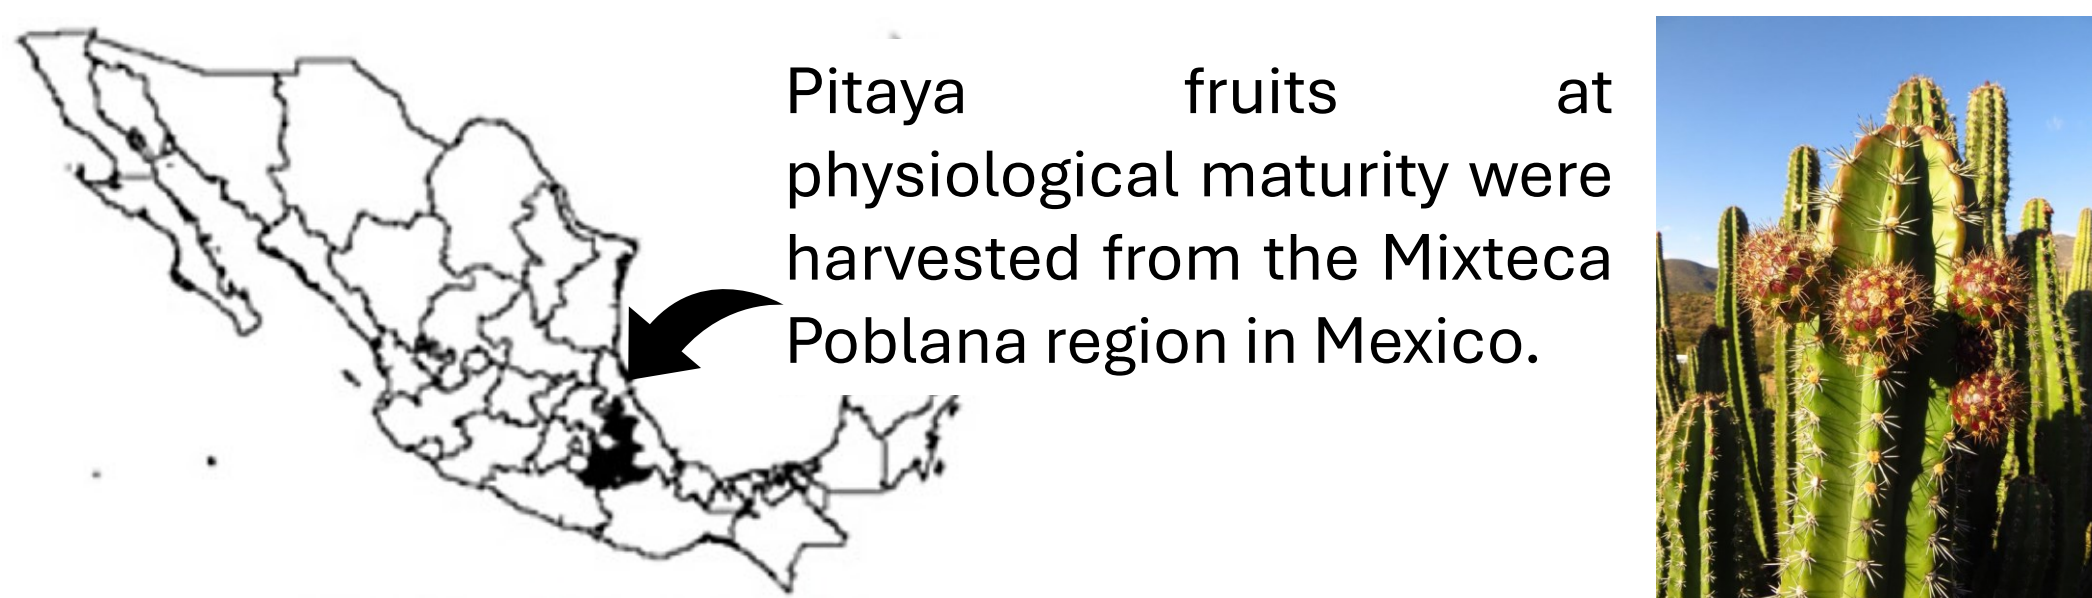 Pitaya fruits at
physiological maturity were
harvested from the Mixteca
Poblana region in Mexico.